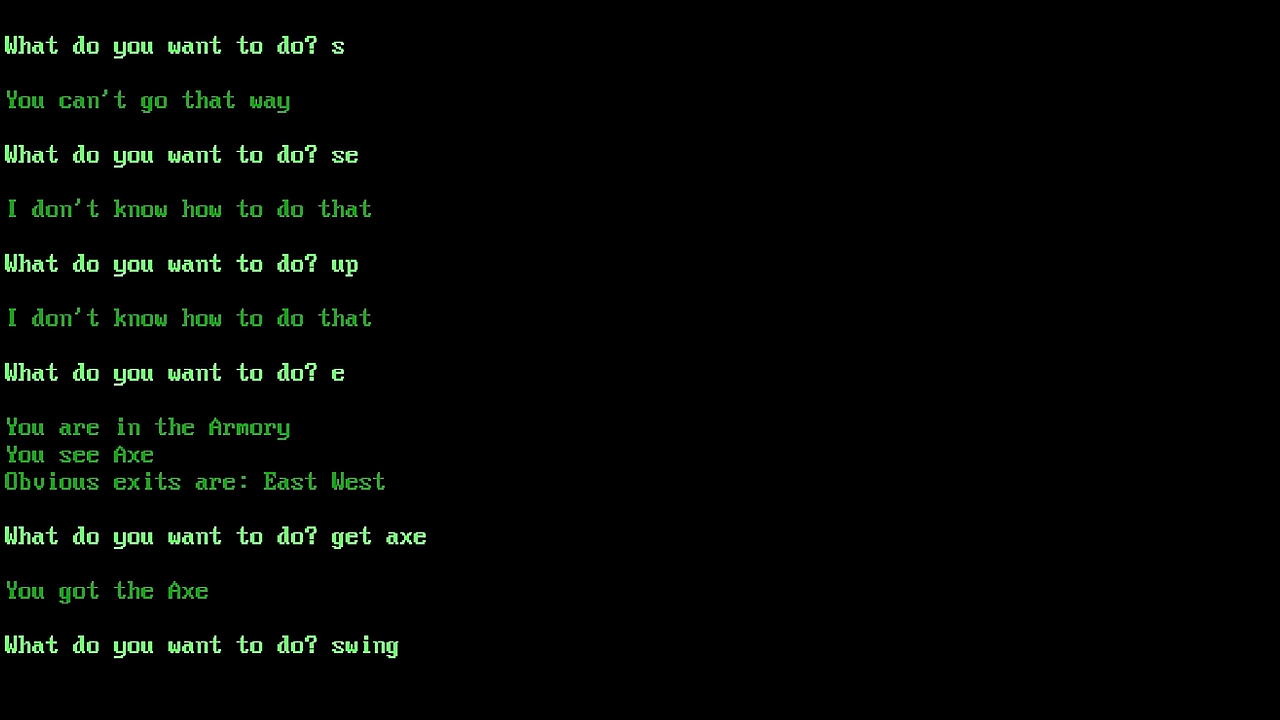 What do you want to do? s
You can't go that way
What do you want to do? se
I don't know how to do that
What do you want to do? up
I don't know how to do that
What do you want to do? e
You are in the Armory
You see Axe
Obvious exits are: East West
What do you want to do? get axe
You got the Axe
What do you want to do? swing